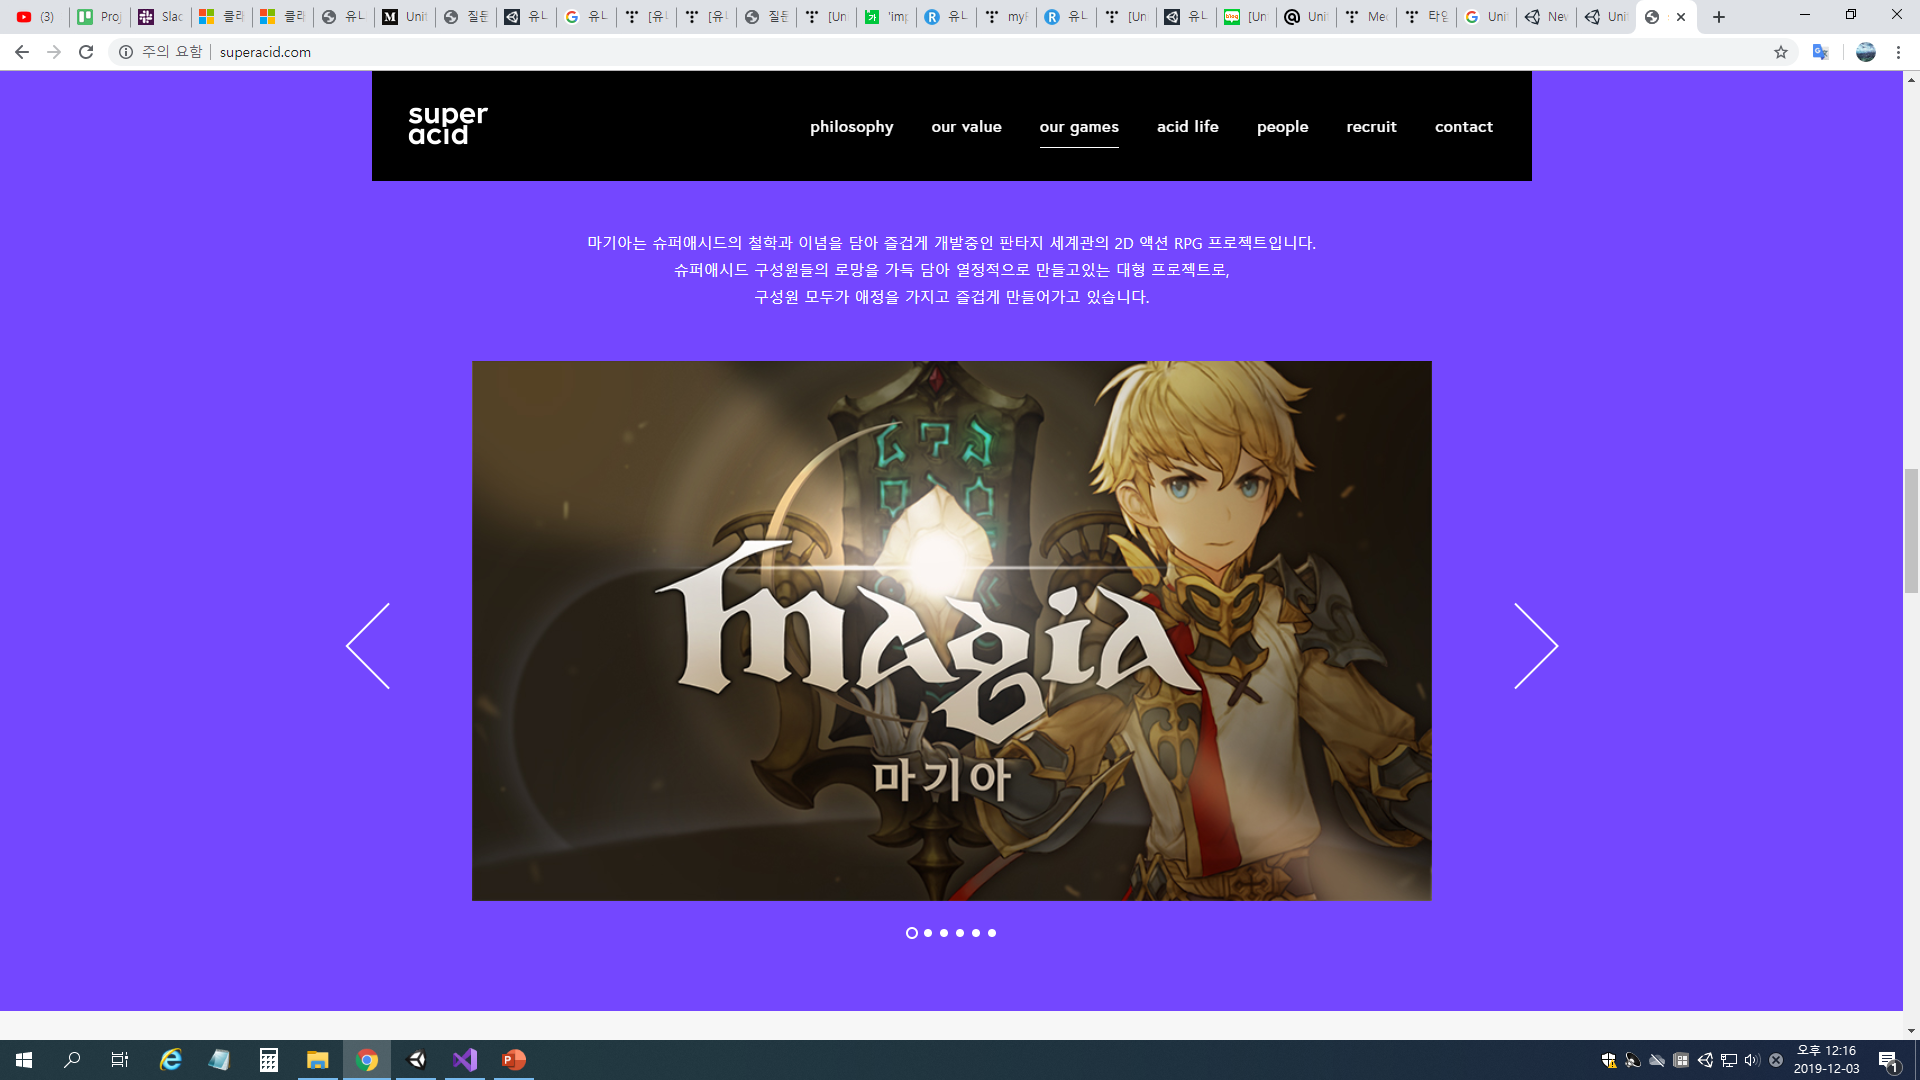 (3)
Proj
Slac
Unit
주의 요함
superacid.com
super
acid
philosophy
our value
our games
acid life
people
recruit
contact
마기아는 슈퍼애시드의 철학과 이념을 담아 즐겁게 개발중인 판타지 세계관의 2D 액션 RPG 프로젝트입니다.
슈퍼애시드 구성원들의 로망을 가득 담아 열정적으로 만들고있는 대형 프로젝트로,
구성원 모두가 애정을 가지고 즐겁게 만들어가고 있습니다.
magia
마기아
오후 12:16
2019-12-03
1